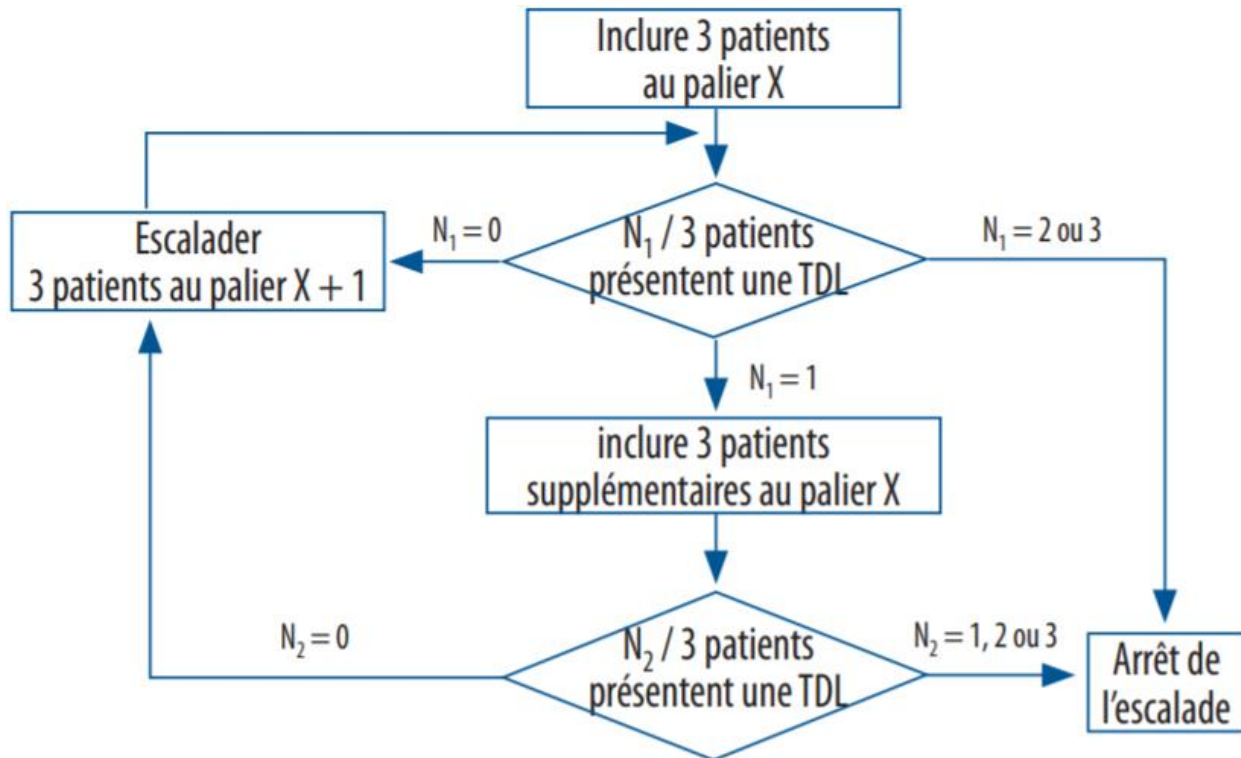 Inclure 3 patients
au palier X
Escalader
3 patients au palier X + 1
N₁ = 0
N₁ / 3 patients
présentent une TDL
N₁ = 2 ou 3
N₁ = 1
inclure 3 patients
supplémentaires au palier X
N₂ = 0
N₂ / 3 patients
présentent une TDL
N₂ = 1, 2 ou 3
Arrêt de
l'escalade